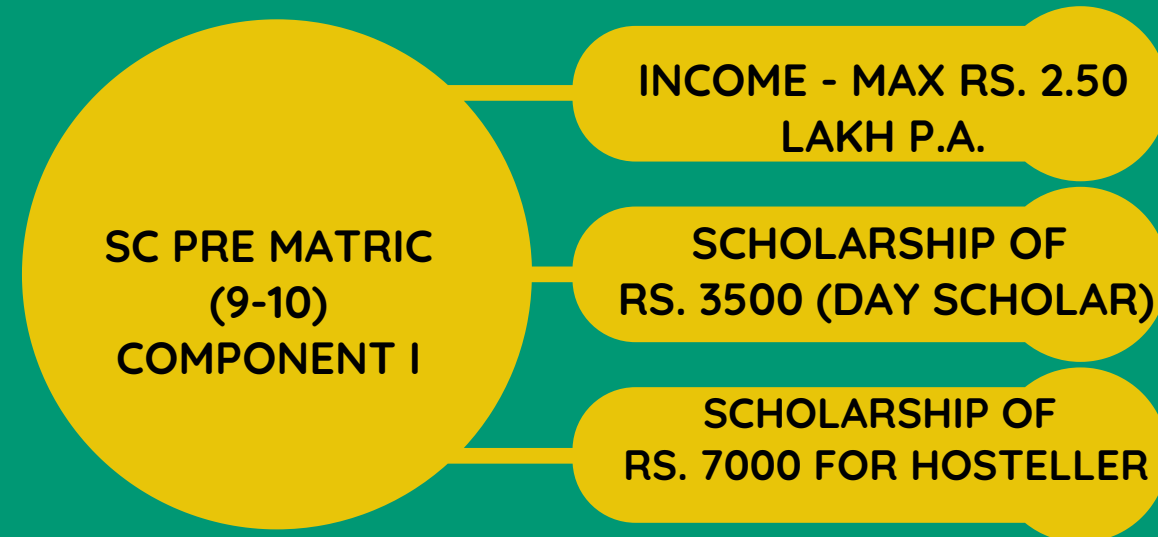 SC PRE MATRIC
(9-10)
COMPONENT I
INCOME - MAX RS. 2.50
LAKH P.A.
SCHOLARSHIP OF
RS. 3500 (DAY SCHOLAR)
SCHOLARSHIP OF
RS. 7000 FOR HOSTELLER